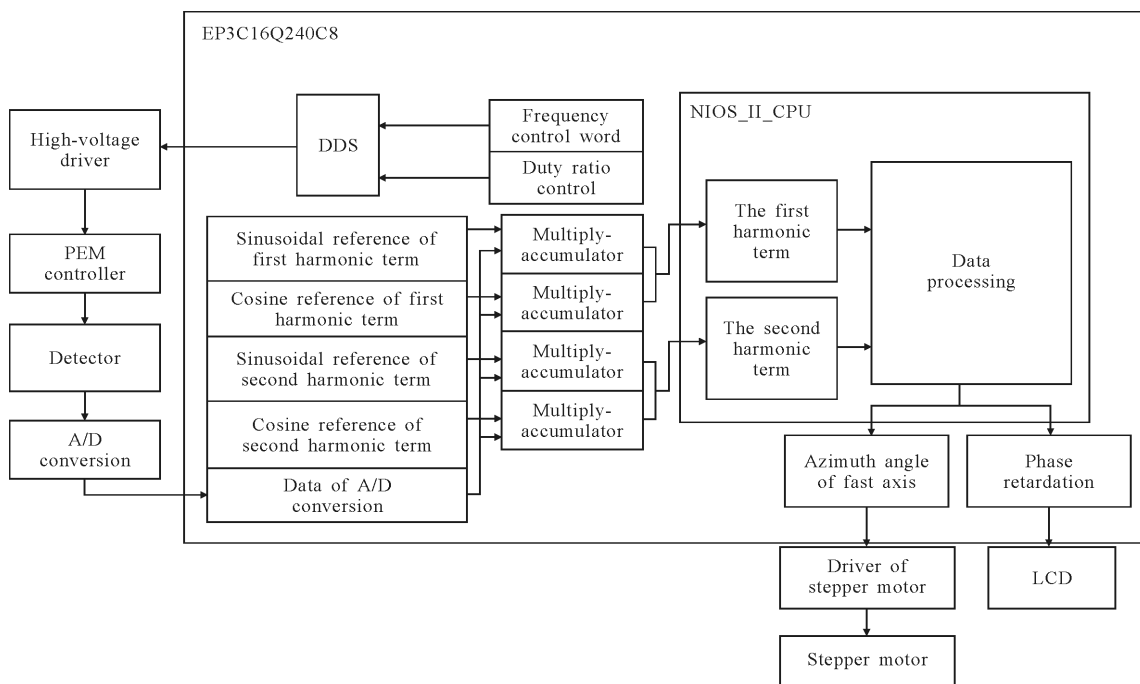 EP3C16Q240C8
High-voltage
driver
PEM
controller
Detector
A/D
conversion
DDS
Frequency
control word
Duty ratio
control
Sinusoidal reference of
first harmonic term
Cosine reference of first
harmonic term
Sinusoidal reference of
second harmonic term
Cosine reference of
second harmonic term
Data of A/D
conversion
Multiply-
accumulator
Multiply-
accumulator
Multiply-
accumulator
Multiply-
accumulator
NIOS_II_CPU
The first
harmonic
term
The second
harmonic
term
Data
processing
Azimuth angle
of fast axis
Phase
retardation
Driver of
stepper motor
LCD
Stepper motor